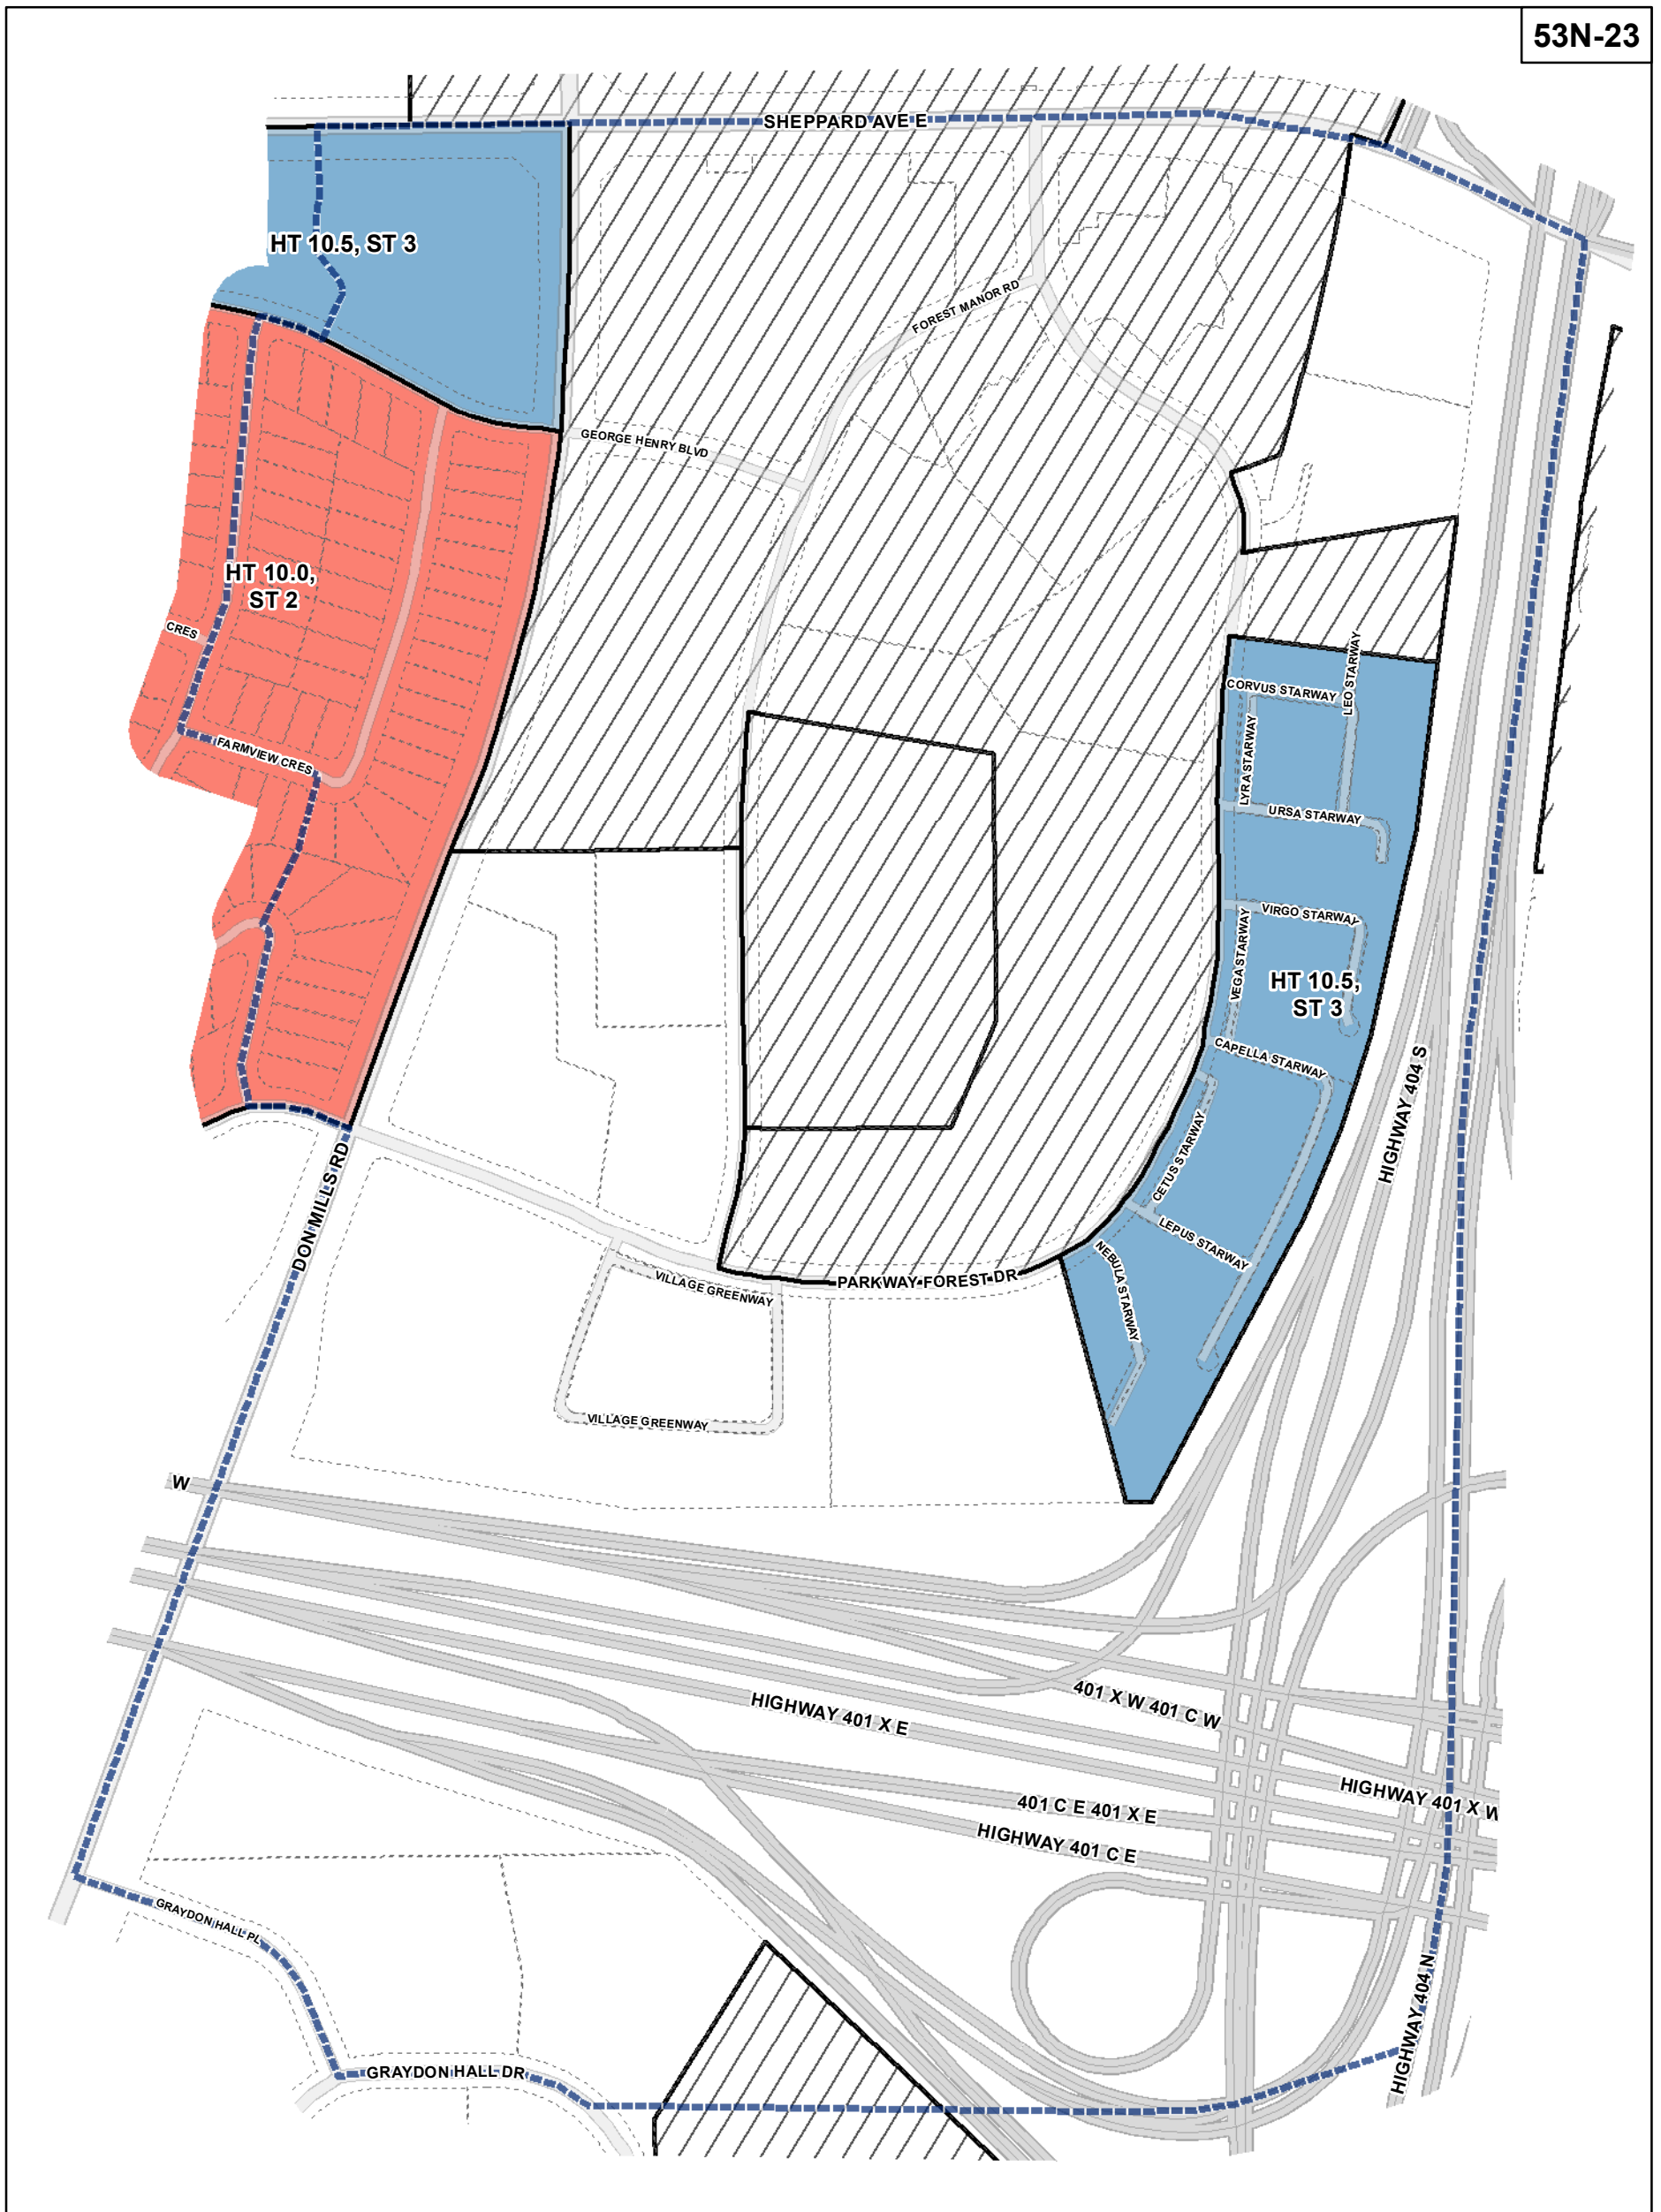 53N-23
SHEPPARD AVE E
HT 10.5, ST 3
FOREST MANOR RD
GEORGE HENRY BLVD
HT 10.0,
ST 2
CRES
FARMVIEW CRES
CORVUS STARWAY
LEO STARWAY
LYRA STARWAY
URSA STARWAY
VIRGO STARWAY
VEGA STARWAY
HT 10.5,
ST 3
CAPELLA STARWAY
HIGHWAY 404 S
CETUS STARWAY
LEPUS STARWAY
NEBULA STARWAY
DON MILLS RD
PARKWAY FOREST DR
VILLAGE GREENWAY
VILLAGE GREENWAY
W
401 X W 401 C W
HIGHWAY 401 X E
HIGHWAY 401 X W
401 C E 401 X E
HIGHWAY 401 C E
GRAYDON HALL PL
HIGHWAY 404 N
GRAYDON HALL DR